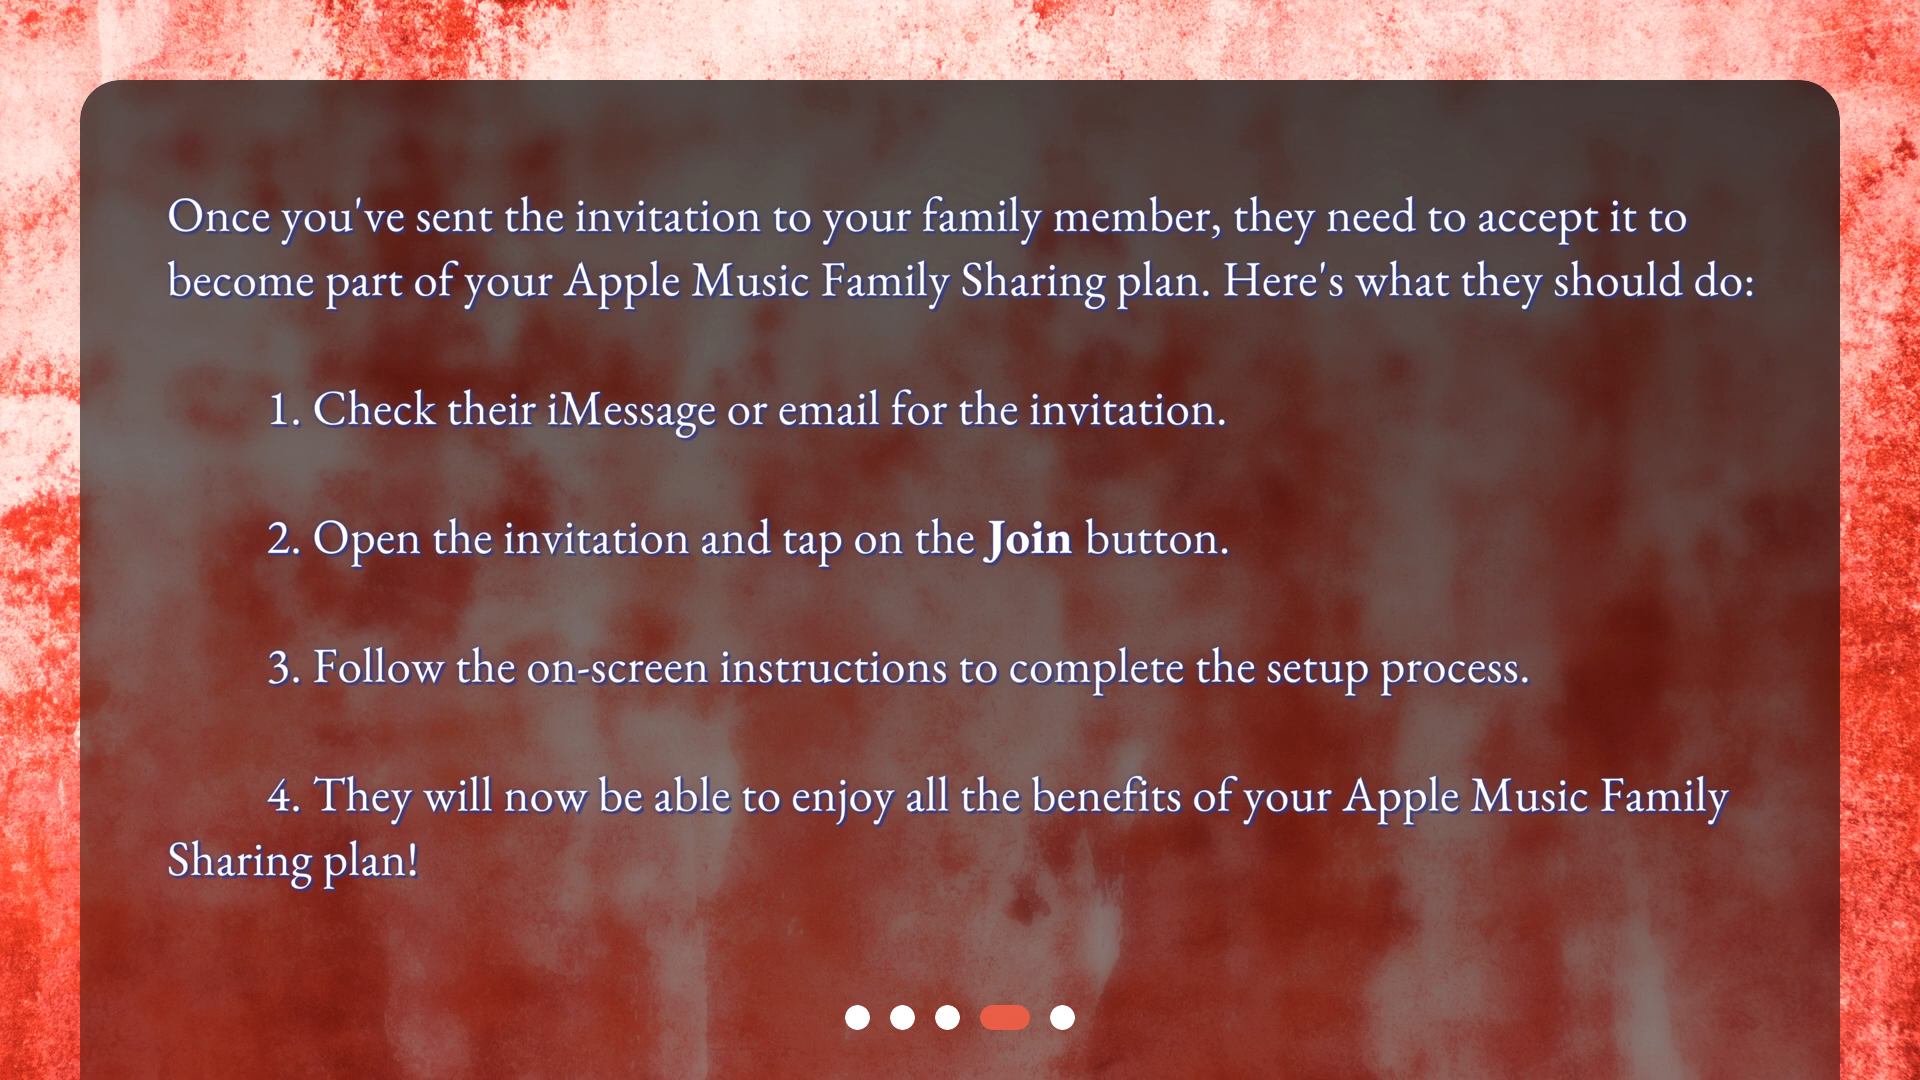 Once you've sent the invitation to your family member, they need to accept it to
become part of your Apple Music Family Sharing plan. Here's what they should do:
1. Check their iMessage or email for the invitation.
2. Open the invitation and tap on the Join button.
3. Follow the on-screen instructions to complete the setup process.
4. They will now be able to enjoy all the benefits of your Apple Music Family
Sharing plan!